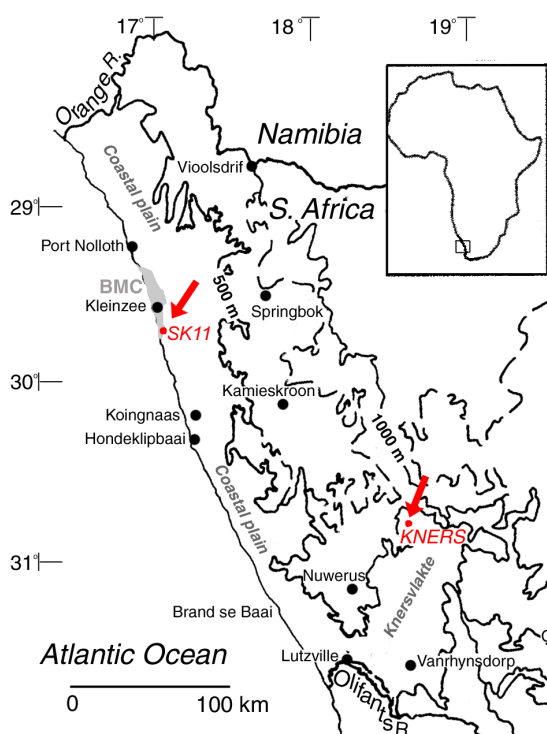 17° 18° 19°
Orange R.
Namibia
Vioolsdrif
Coastal plain
29°
S. Africa
Port Nolloth
BMC
500 m
Kleinzee
Springbok
SK11
30°
Kamieskroon
Koingnaas
1000 m
Hondeklipbaai
Coastal plain
KNERS
31°
Nuwerus
Knersvlakte
Brand se Baai
Atlantic Ocean
Lutzville
Vanrhynsdorp
Olifants R
0 100 km